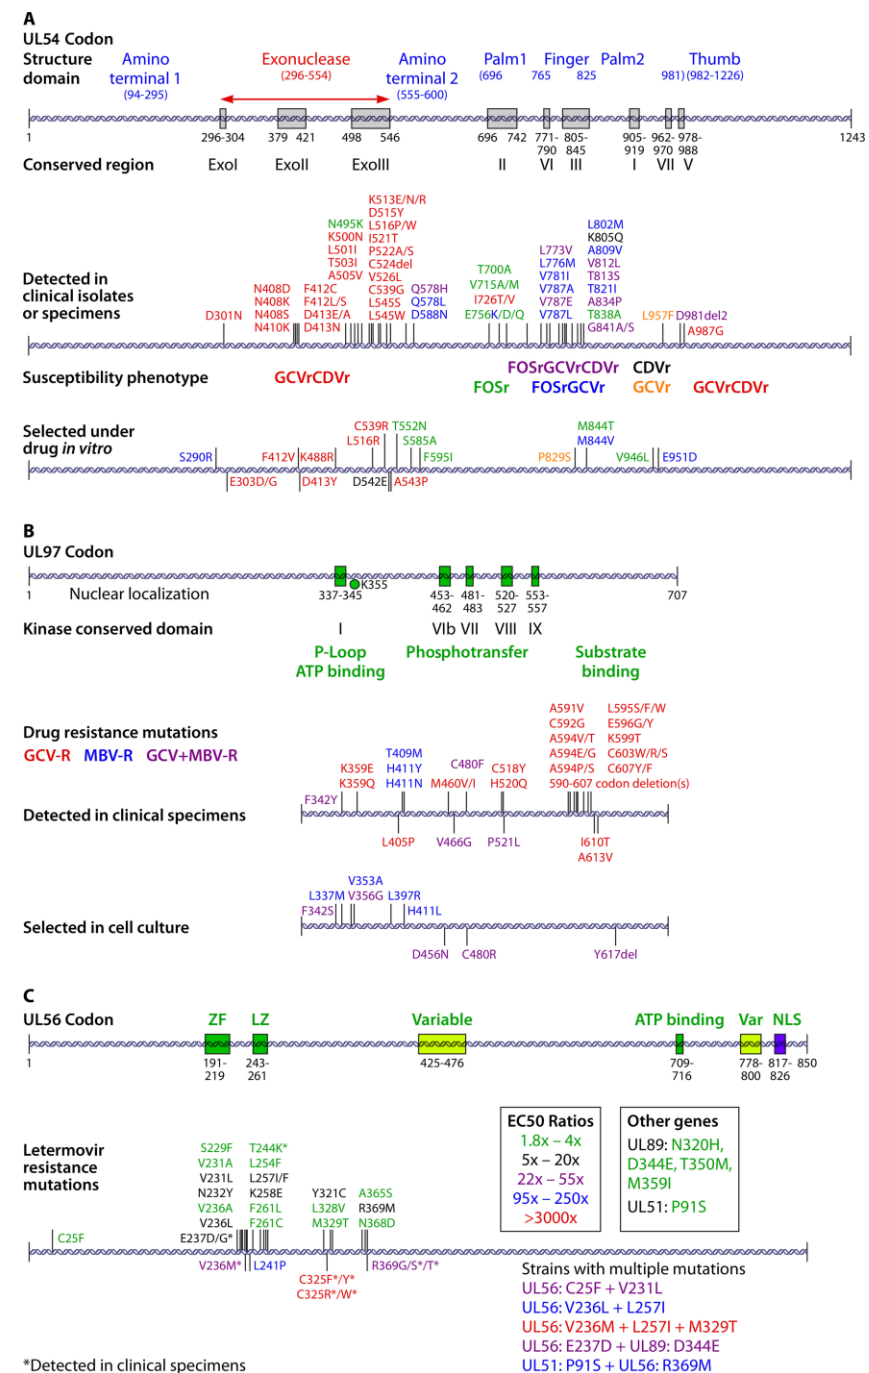 A
UL54 Codon
Structure domain
Amino terminal 1 (94-295)
Exonuclease (296-554)
Amino terminal 2 (555-600)
Palm1 Finger Palm2 Thumb
(696 765 825 981) (982-1226)
1 296-304 379 421 498 546 696 742 771-790 805-845 905-919 962-970 978-988 1243
Conserved region ExoI ExoII ExoIII II VI III I VII V
Detected in clinical isolates or specimens
D301N
N408D
N408K
N408S
N410K
F412C
F412L/S
D413E/A
D413N
N495K
K500N
L501I
T503I
A505V
K513E/N/R
D515Y
L516P/W
I521T
P522A/S
C524del
V526L
C539G
L545S
L545W
Q578H
Q578L
D588N
T700A
V715A/M
I726T/V
E756K/D/Q
L773V
L776M
V781I
V787A
V787E
V787L
L802M
K805Q
A809V
V812L
T813S
T821I
A834P
T838A
G841A/S
L957F
D981del2
A987G
Susceptibility phenotype
GCVrCDVr
FOSrGCVrCDVr CDVr
FOSr FOSrGCVr GCVr GCVrCDVr
Selected under drug in vitro
S290R
E303D/G
F412V
K488R
D413Y
C539R
L516R
D542E
T552N
S585A
F595I
A543P
P829S
M844T
M844V
V946L
E951D
B
UL97 Codon
1 Nuclear localization 337-345 K355 453-462 481-483 520-527 553-557 707
Kinase conserved domain I VIb VII VIII IX
P-Loop ATP binding
Phosphotransfer
Substrate binding
Drug resistance mutations
GCV-R MBV-R GCV+MBV-R
Detected in clinical specimens
F342Y
K359E
K359Q
T409M
H411Y
H411N
L405P
M460V/I
C480F
V466G
C518Y
H520Q
P521L
A591V
C592G
A594V/T
A594E/G
A594P/S
L595S/F/W
E596G/Y
K599T
C603W/R/S
C607Y/F
590-607 codon deletion(s)
I610T
A613V
Selected in cell culture
F342S
L337M
V353A
V356G
L397R
H411L
D456N
C480R
Y617del
C
UL56 Codon
ZF LZ Variable ATP binding Var NLS
1 191-219 243-261 425-476 709-716 778-800 817-826 850
Letermovir resistance mutations
C25F
S229F
V231A
V231L
N232Y
V236A
V236L
E237D/G*
T244K*
L254F
L257I/F
K258E
F261L
F261C
V236M*
L241P
Y321C
L328V
M329T
C325F*/Y*
C325R*/W*
A365S
R369M
N368D
R369G/S*/T*
EC50 Ratios
1.8x – 4x
5x – 20x
22x – 55x
95x – 250x
>3000x
Other genes
UL89: N320H,
D344E, T350M,
M359I
UL51: P91S
Strains with multiple mutations
UL56: C25F + V231L
UL56: V236L + L257I
UL56: V236M + L257I + M329T
UL56: E237D + UL89: D344E
UL51: P91S + UL56: R369M
*Detected in clinical specimens